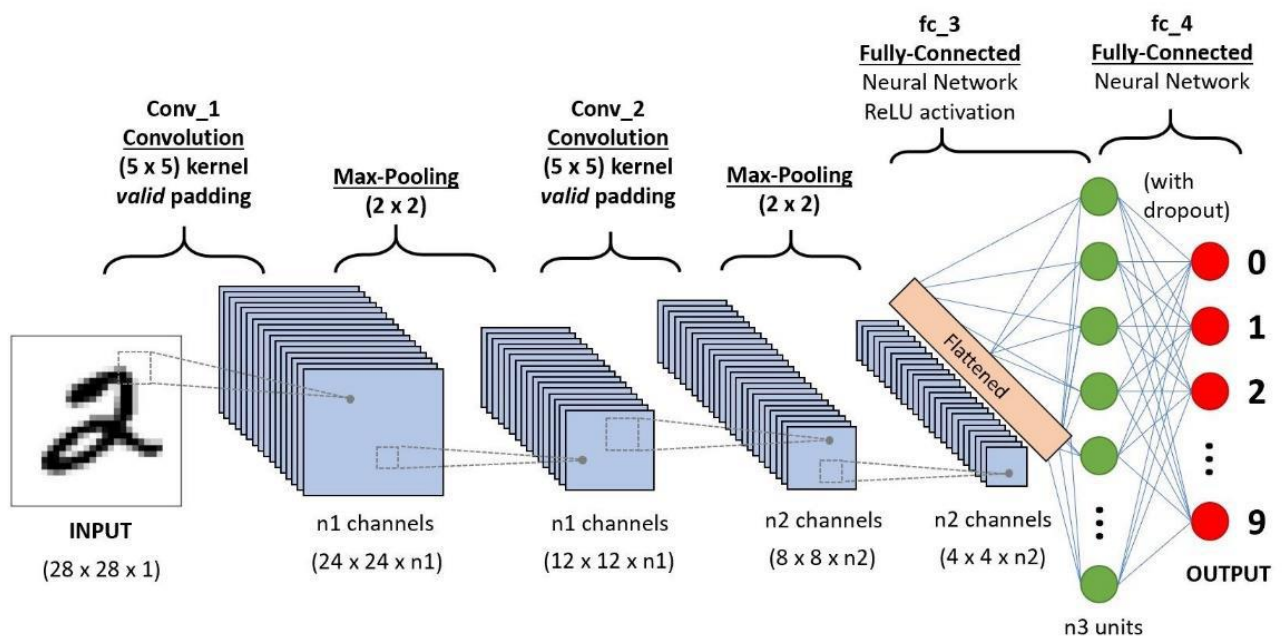 Conv_1
Convolution
(5 x 5) kernel
valid padding
Max-Pooling
(2 x 2)
Conv_2
Convolution
(5 x 5) kernel
valid padding
Max-Pooling
(2 x 2)
fc_3
Fully-Connected
Neural Network
ReLU activation
fc_4
Fully-Connected
Neural Network
(with
dropout)
Flattened
0
1
2
9
OUTPUT
2
INPUT
(28 x 28 x 1)
n1 channels
(24 x 24 x n1)
n1 channels
(12 x 12 x n1)
n2 channels
(8 x 8 x n2)
n2 channels
(4 x 4 x n2)
n3 units